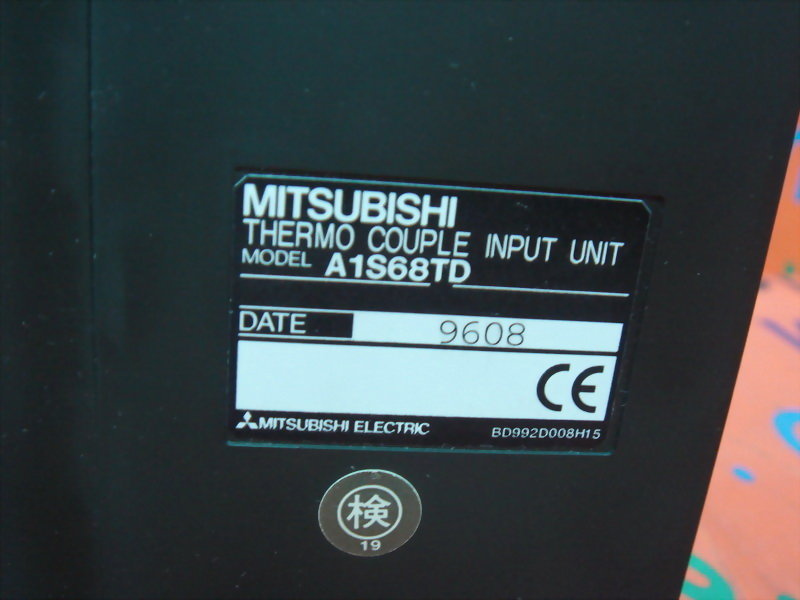 MITSUBISHI
THERMO COUPLE INPUT UNIT
MODEL A1S68TD
DATE 9608
CE
MITSUBISHI ELECTRIC BD992D008H15
検
19